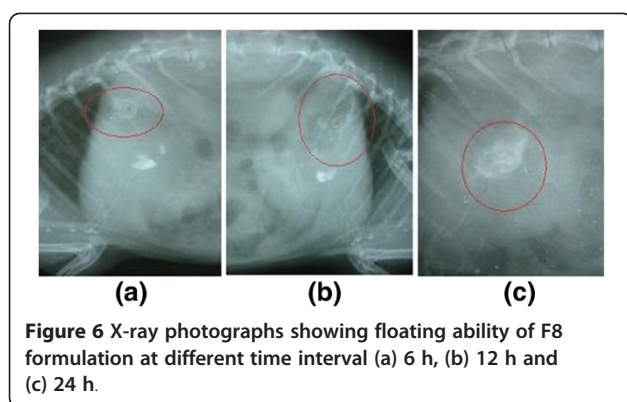 (a) (b) (c)
Figure 6 X-ray photographs showing floating ability of F8
formulation at different time interval (a) 6 h, (b) 12 h and
(c) 24 h.